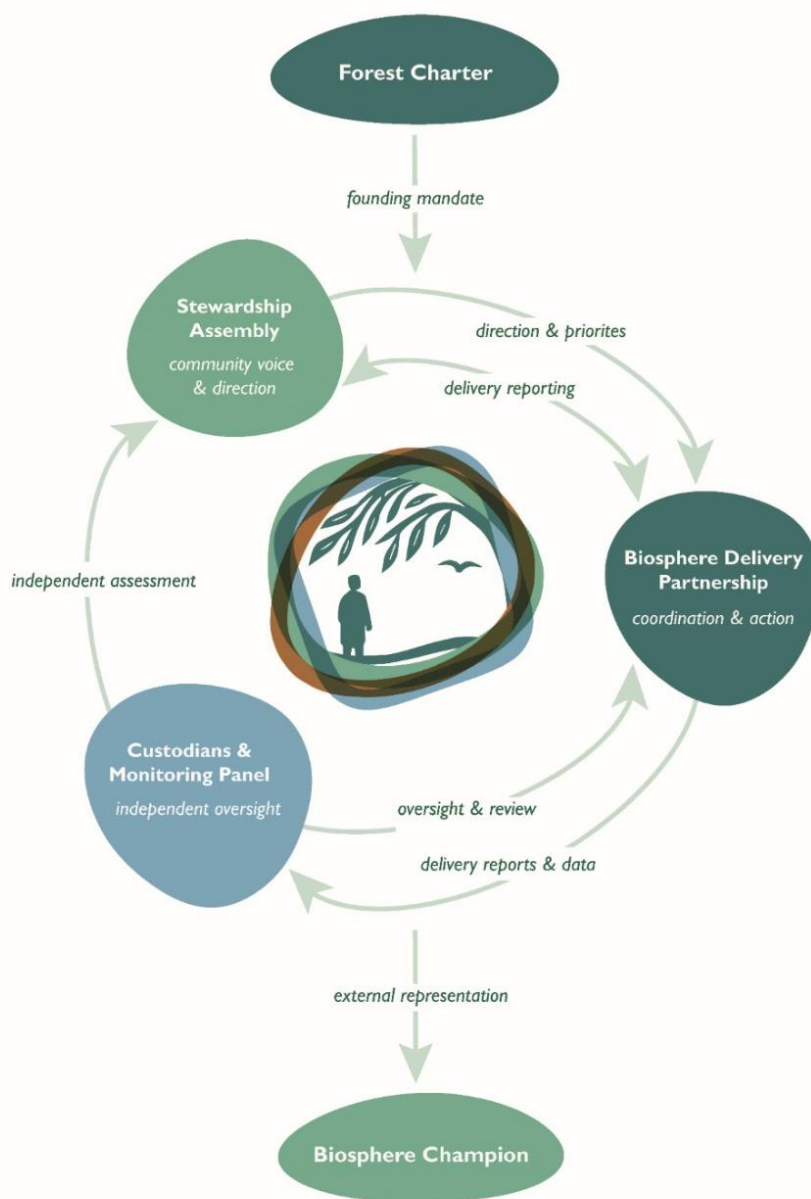 Forest Charter
founding mandate
Stewardship
Assembly
community voice
& direction
direction & priorites
delivery reporting
Biosphere Delivery
Partnership
coordination & action
independent assessment
Custodians &
Monitoring Panel
independent oversight
oversight & review
delivery reports & data
external representation
Biosphere Champion